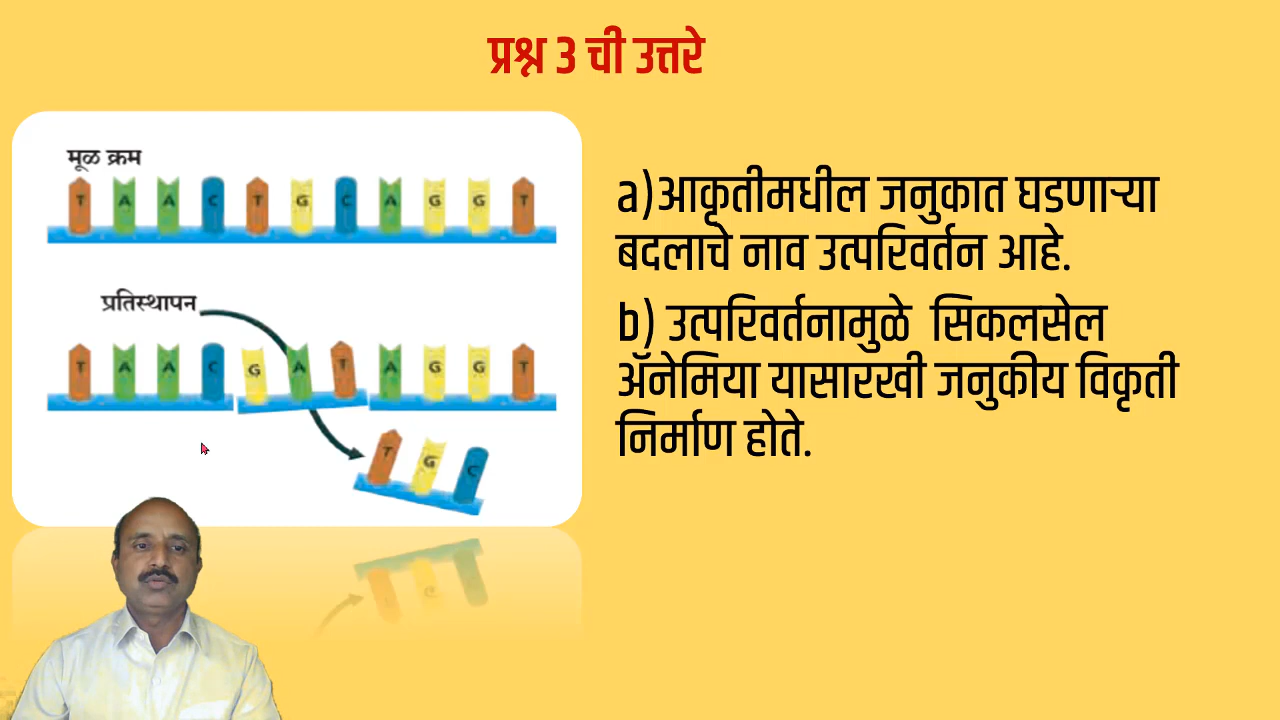 प्रश्न 3 ची उत्तरे
मूळ क्रम
T A A C T G C A G G T
प्रतिस्थापन
T A A C G A T A G G T
T G C
a)आकृतीमधील जनुकात घडणाऱ्या
बदलाचे नाव उत्परिवर्तन आहे.
b) उत्परिवर्तनामुळे सिकलसेल
ॲनेमिया यासारखी जनुकीय विकृती
निर्माण होते.